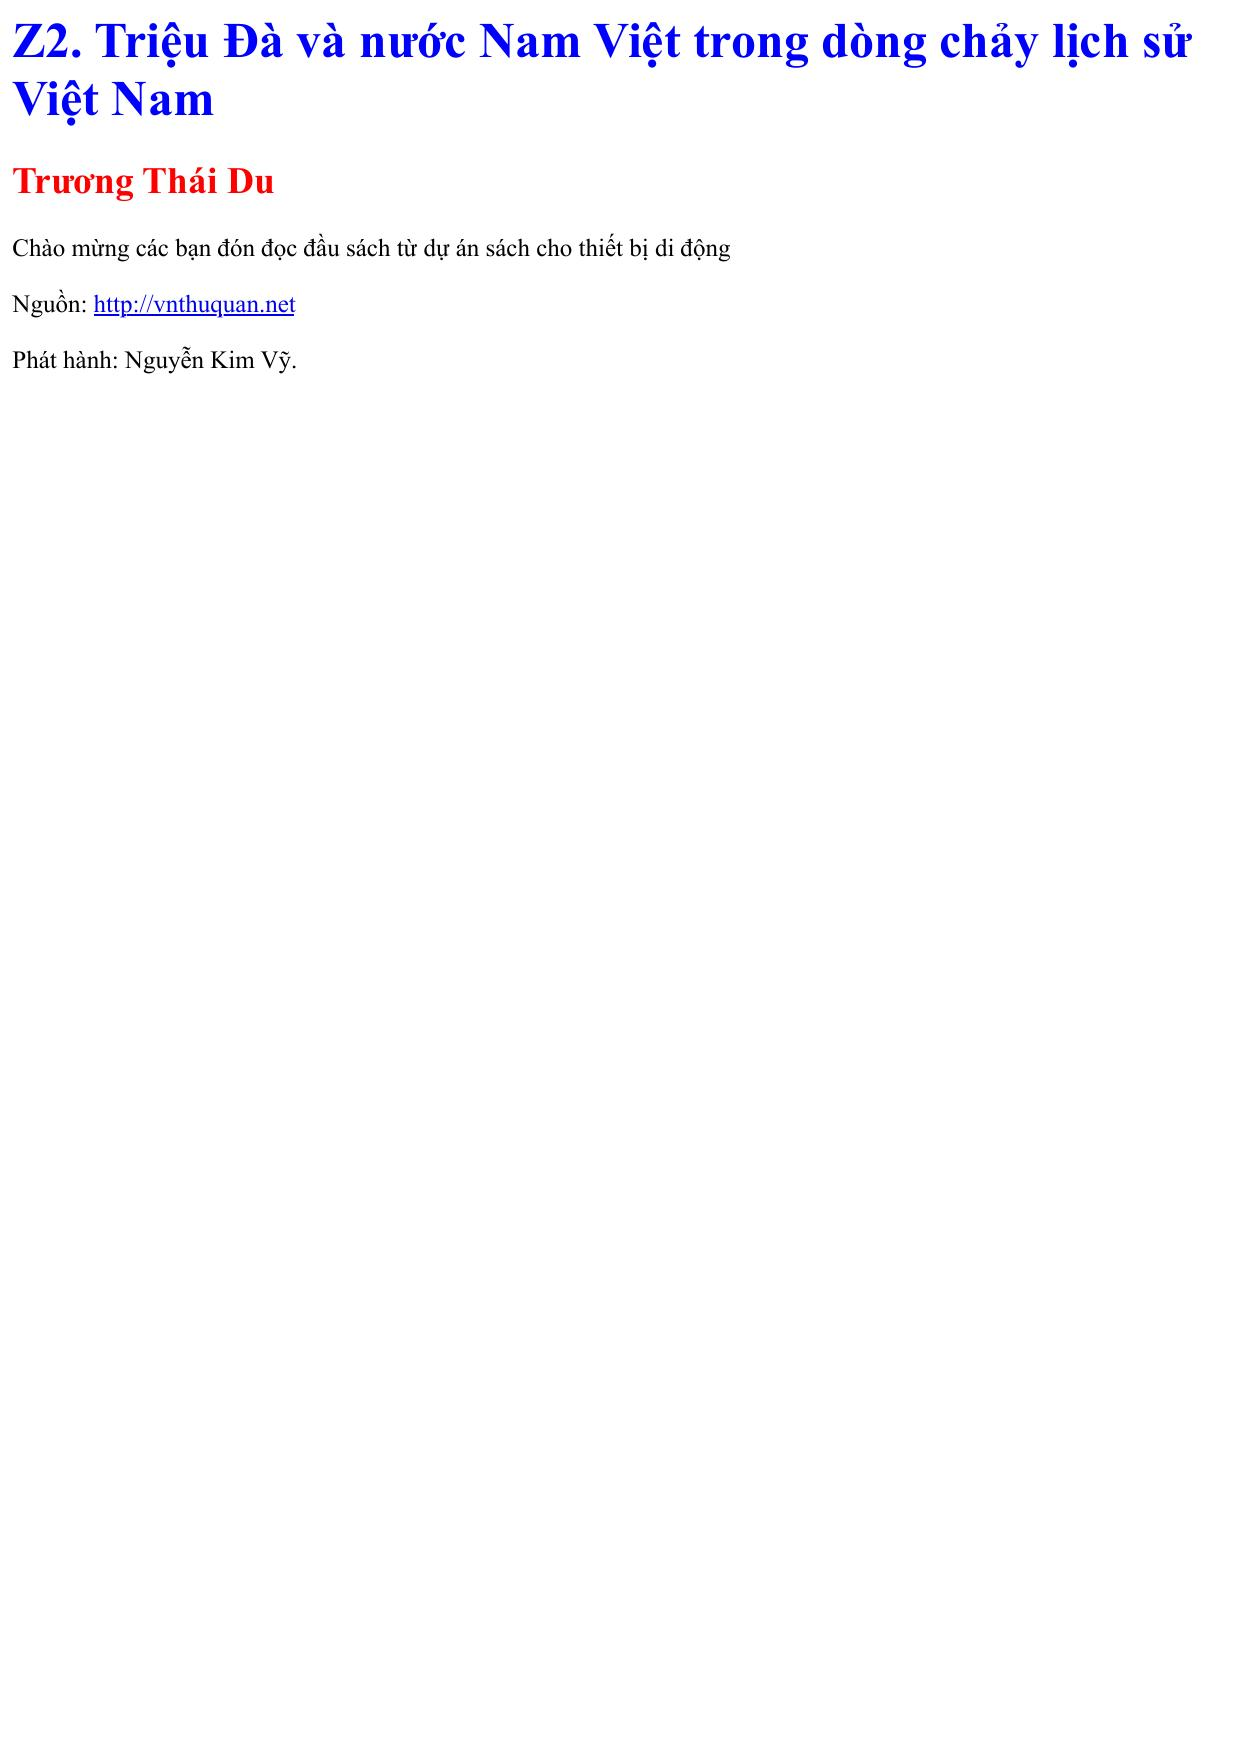 Z2. Triệu Đà và nước Nam Việt trong dòng chảy lịch sử
Việt Nam
Trương Thái Du
Chào mừng các bạn đón đọc đầu sách từ dự án sách cho thiết bị di động
Nguồn: http://vnthuquan.net
Phát hành: Nguyễn Kim Vỹ.